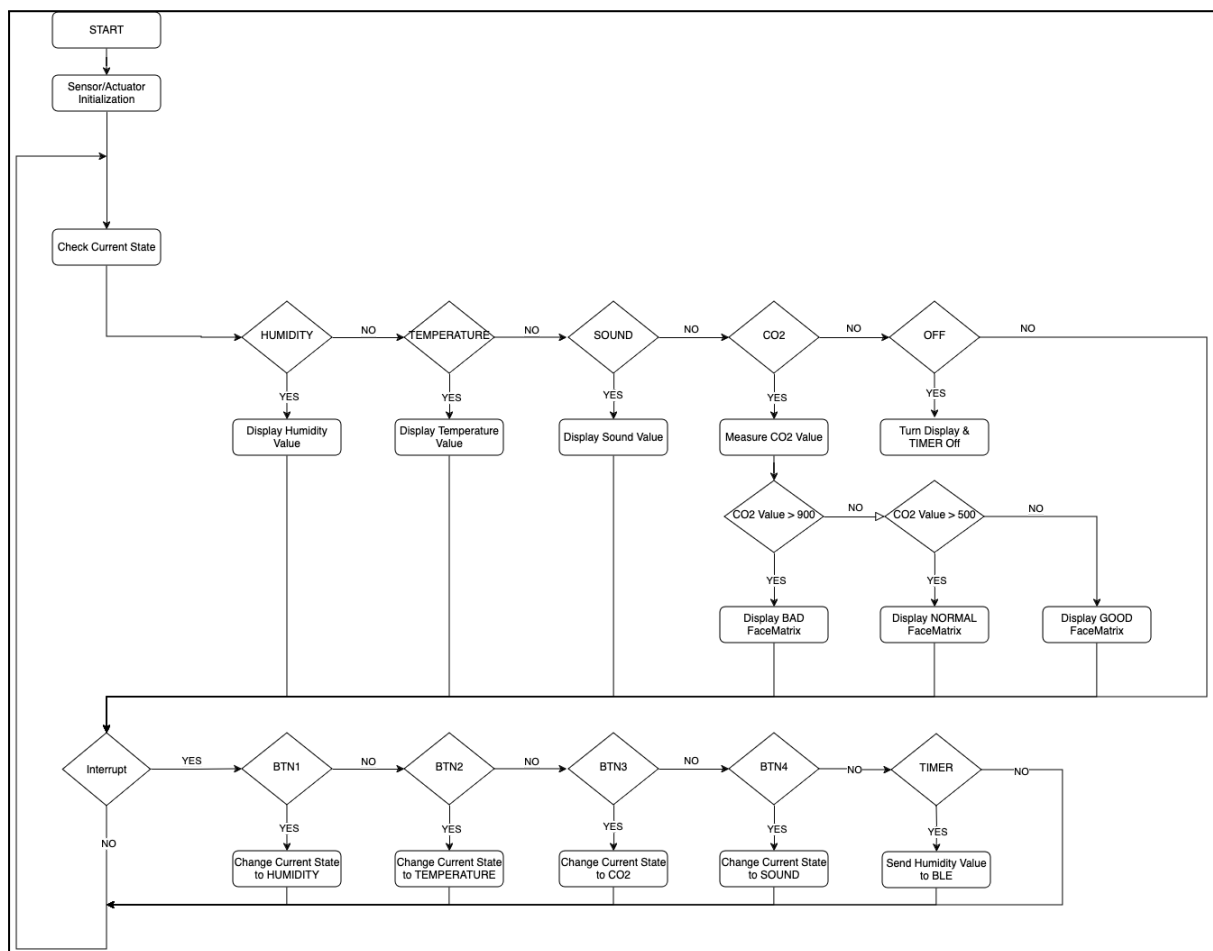 START
Sensor/Actuator
Initialization
Check Current State
HUMIDITY
NO
TEMPERATURE
NO
SOUND
NO
CO2
NO
OFF
NO
YES
YES
YES
YES
YES
Display Humidity
Value
Display Temperature
Value
Display Sound Value
Measure CO2 Value
Turn Display &
TIMER Off
CO2 Value > 900
NO
CO2 Value > 500
NO
YES
YES
Display BAD
FaceMatrix
Display NORMAL
FaceMatrix
Display GOOD
FaceMatrix
Interrupt
YES
BTN1
NO
BTN2
NO
BTN3
NO
BTN4
NO
TIMER
NO
NO
YES
YES
YES
YES
YES
Change Current State
to HUMIDITY
Change Current State
to TEMPERATURE
Change Current State
to CO2
Change Current State
to SOUND
Send Humidity Value
to BLE